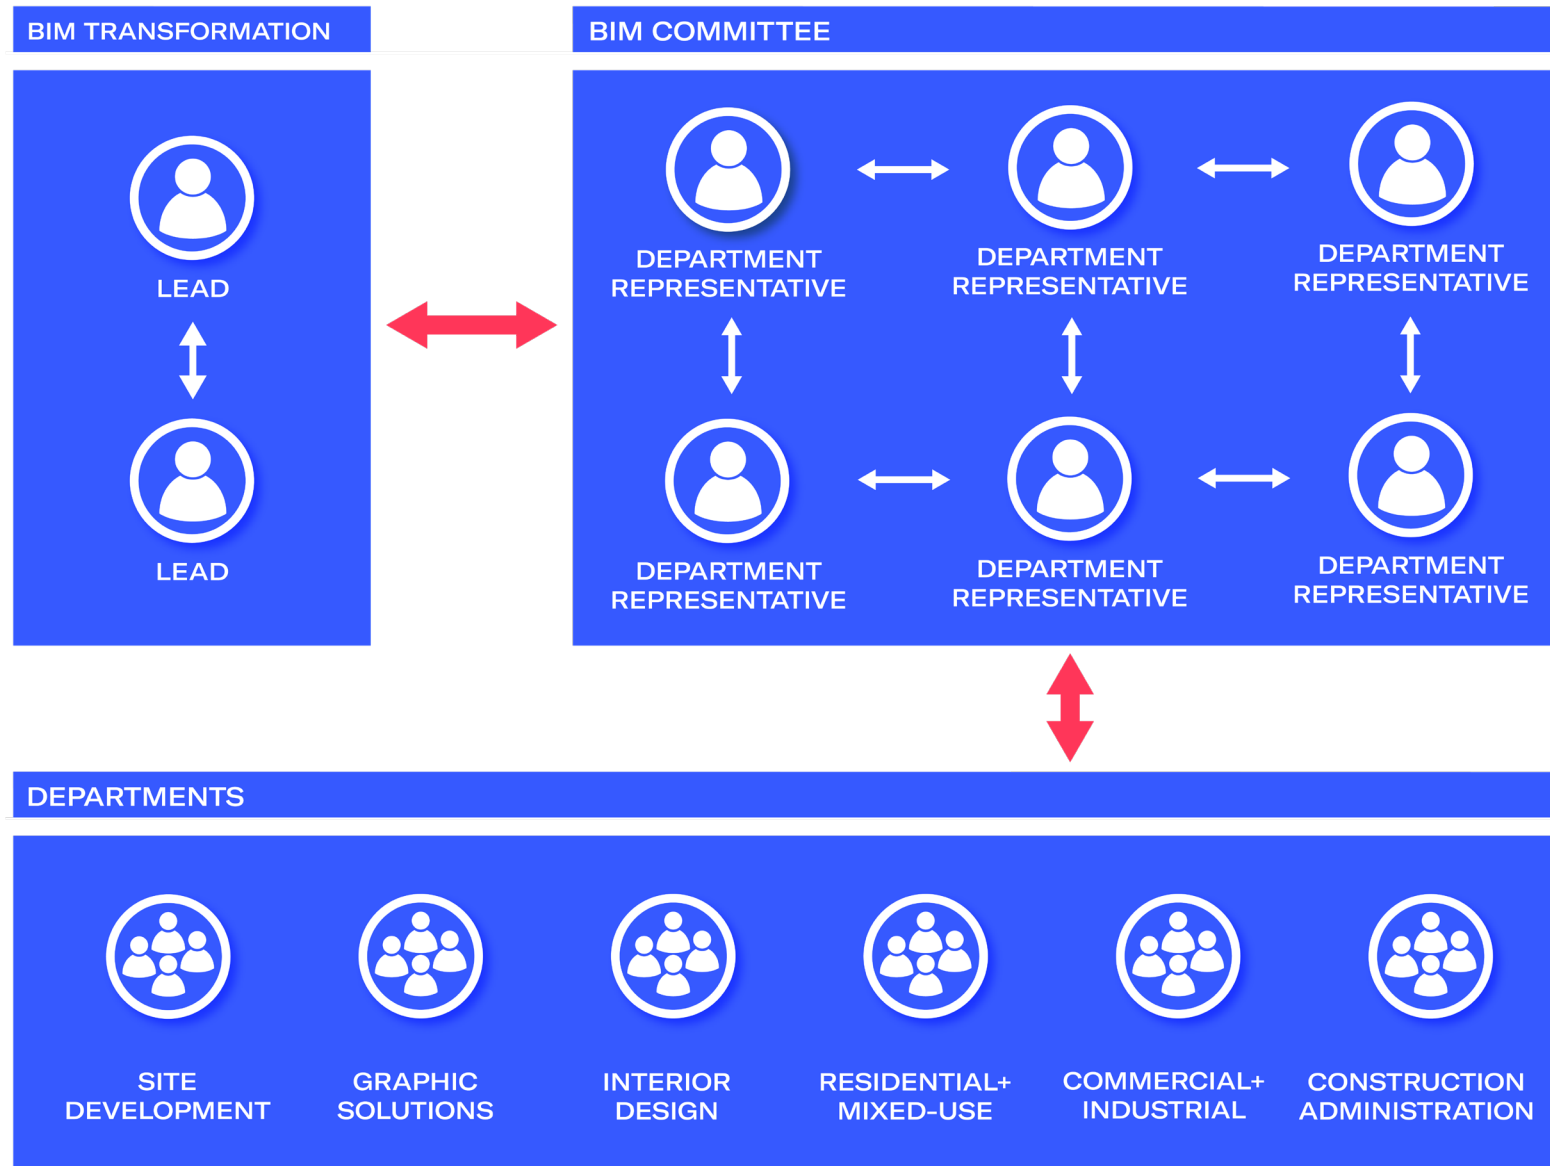 BIM TRANSFORMATION
BIM COMMITTEE
LEAD
LEAD
DEPARTMENT
REPRESENTATIVE
DEPARTMENT
REPRESENTATIVE
DEPARTMENT
REPRESENTATIVE
DEPARTMENT
REPRESENTATIVE
DEPARTMENT
REPRESENTATIVE
DEPARTMENT
REPRESENTATIVE
DEPARTMENTS
SITE
DEVELOPMENT
GRAPHIC
SOLUTIONS
INTERIOR
DESIGN
RESIDENTIAL+
MIXED-USE
COMMERCIAL+
INDUSTRIAL
CONSTRUCTION
ADMINISTRATION